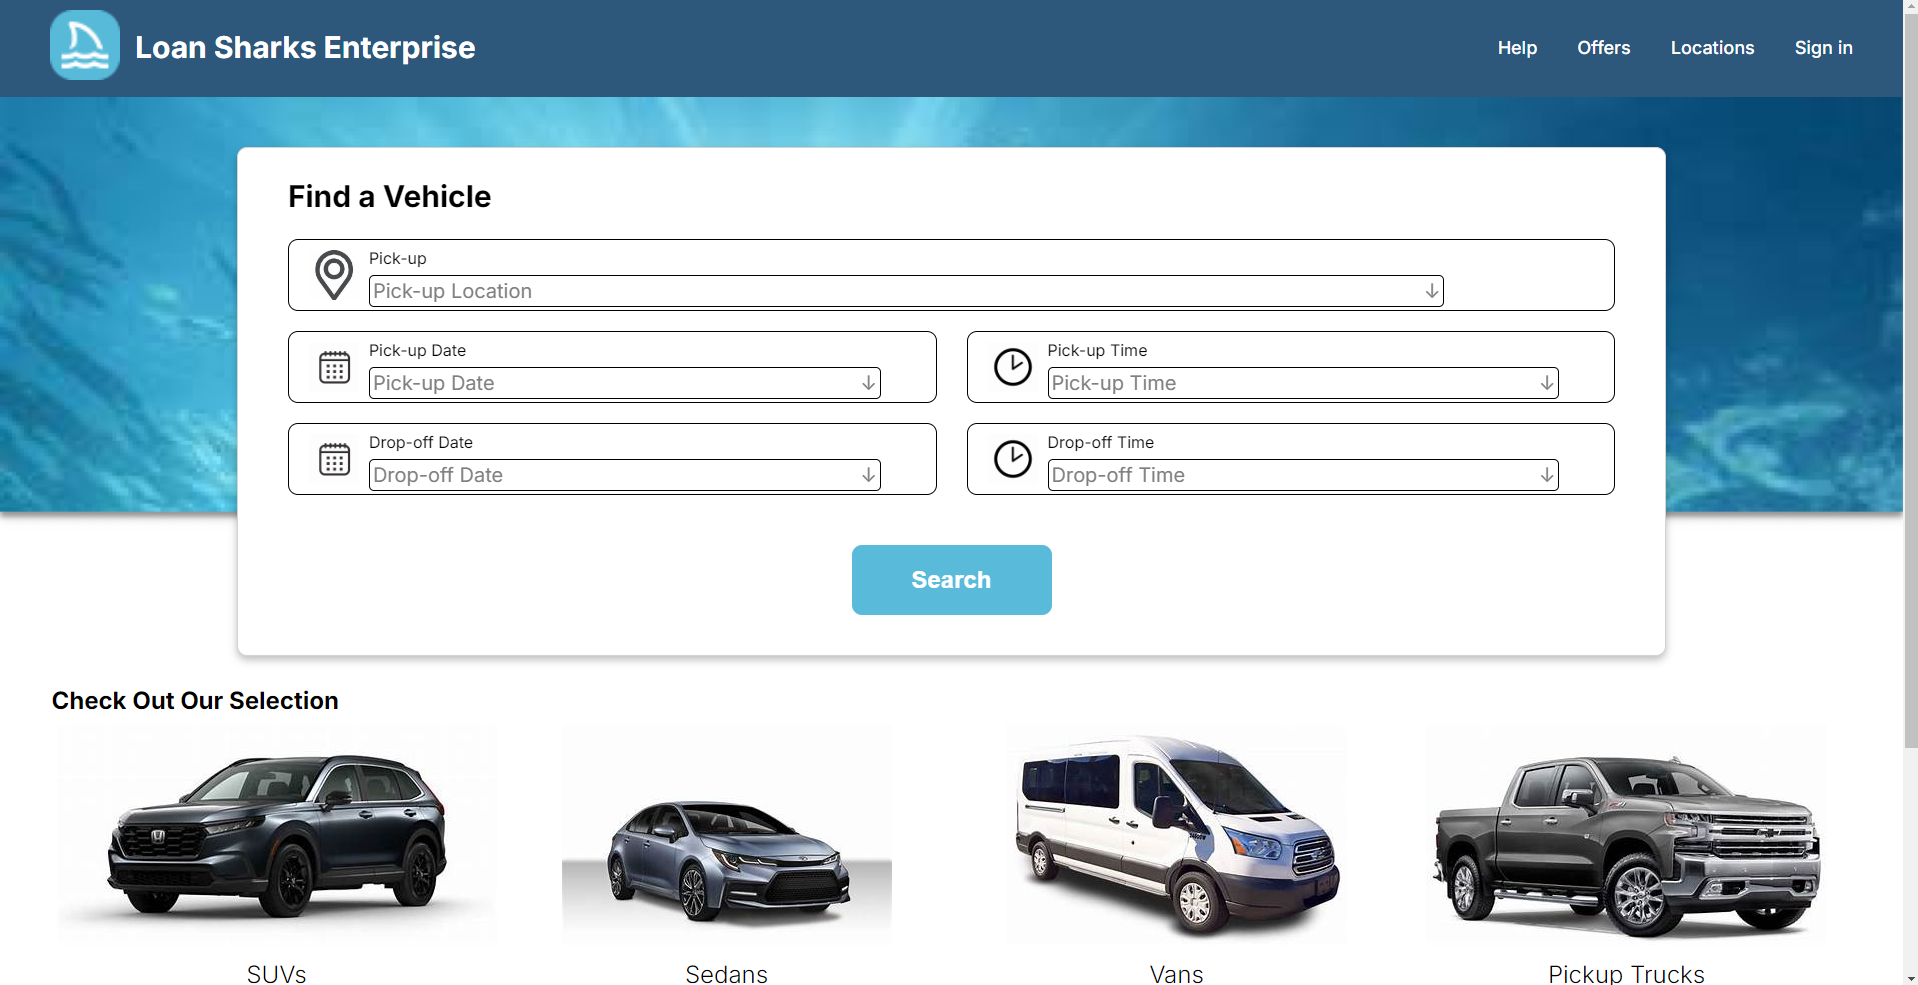 Loan Sharks Enterprise
Help Offers Locations Sign in
Find a Vehicle
Pick-up
Pick-up Location
Pick-up Date
Pick-up Date
Pick-up Time
Pick-up Time
Drop-off Date
Drop-off Date
Drop-off Time
Drop-off Time
Search
Check Out Our Selection
SUVs
Sedans
Vans
Pickup Trucks